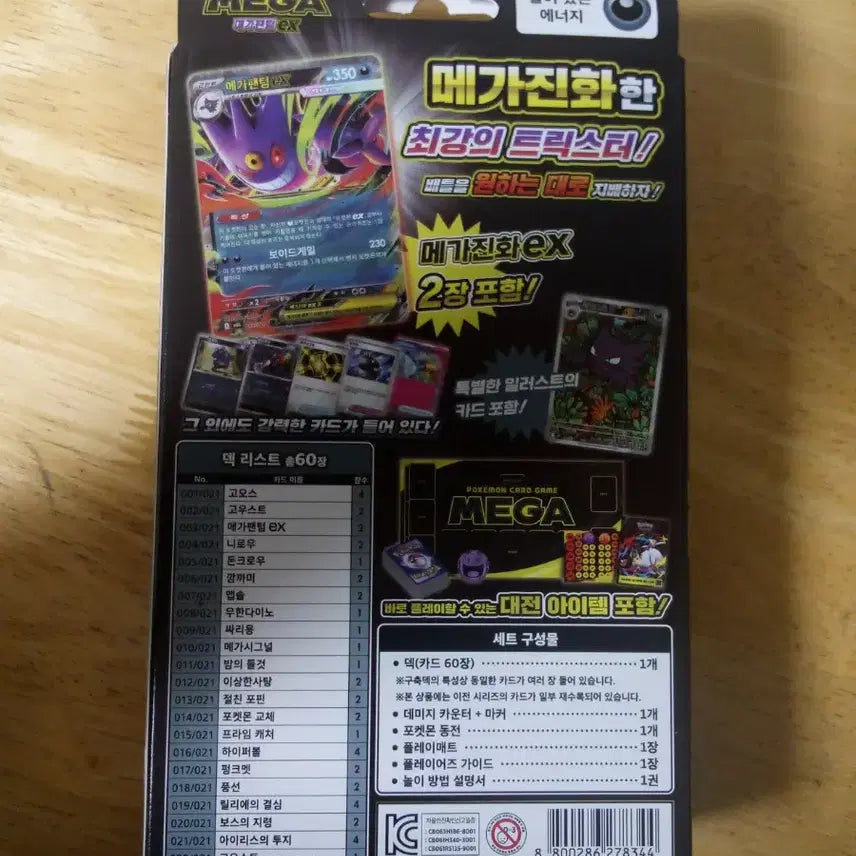 MEGA
에너지
메가팬텀ex
350
특성
보이드게일 230
메가진화한
최강의 트릭스터!
배틀을 원하는 대로 지배하자!
메가진화ex
2장 포함!
특별한 일러스트의
카드 포함!
그 외에도 강력한 카드가 들어 있다!
덱 리스트 총60장
No. 카드 이름 장수
001/021 고오스 4
002/021 고우스트 2
003/021 메가팬텀ex 2
004/021 니로우 2
005/021 돈크로우 1
006/021 깜까미 2
007/021 앱솔 2
008/021 무한다이노 1
009/021 싸리용 1
010/021 메가시그널 1
011/021 밤의 들것 1
012/021 이상한사탕 2
013/021 절친 포핀 2
014/021 포켓몬 교체 2
015/021 프라임 캐처 1
016/021 하이퍼볼 4
017/021 펑크멧 2
018/021 풍선 2
019/021 릴리에의 결심 4
020/021 보스의 지령 2
021/021 아이리스의 투지 4
POKÉMON CARD GAME
MEGA
바로 플레이할 수 있는 대전 아이템 포함!
세트 구성물
• 덱(카드 60장) 1개
※구축덱의 특성상 동일한 카드가 여러 장 들어 있습니다.
※본 상품에는 이전 시리즈의 카드가 일부 재수록되어 있습니다.
• 데미지 카운터 + 마커 1개
• 포켓몬 동전 1개
• 플레이매트 1장
• 플레이어즈 가이드 1장
• 놀이 방법 설명서 1권
0-3
8 800286 278344